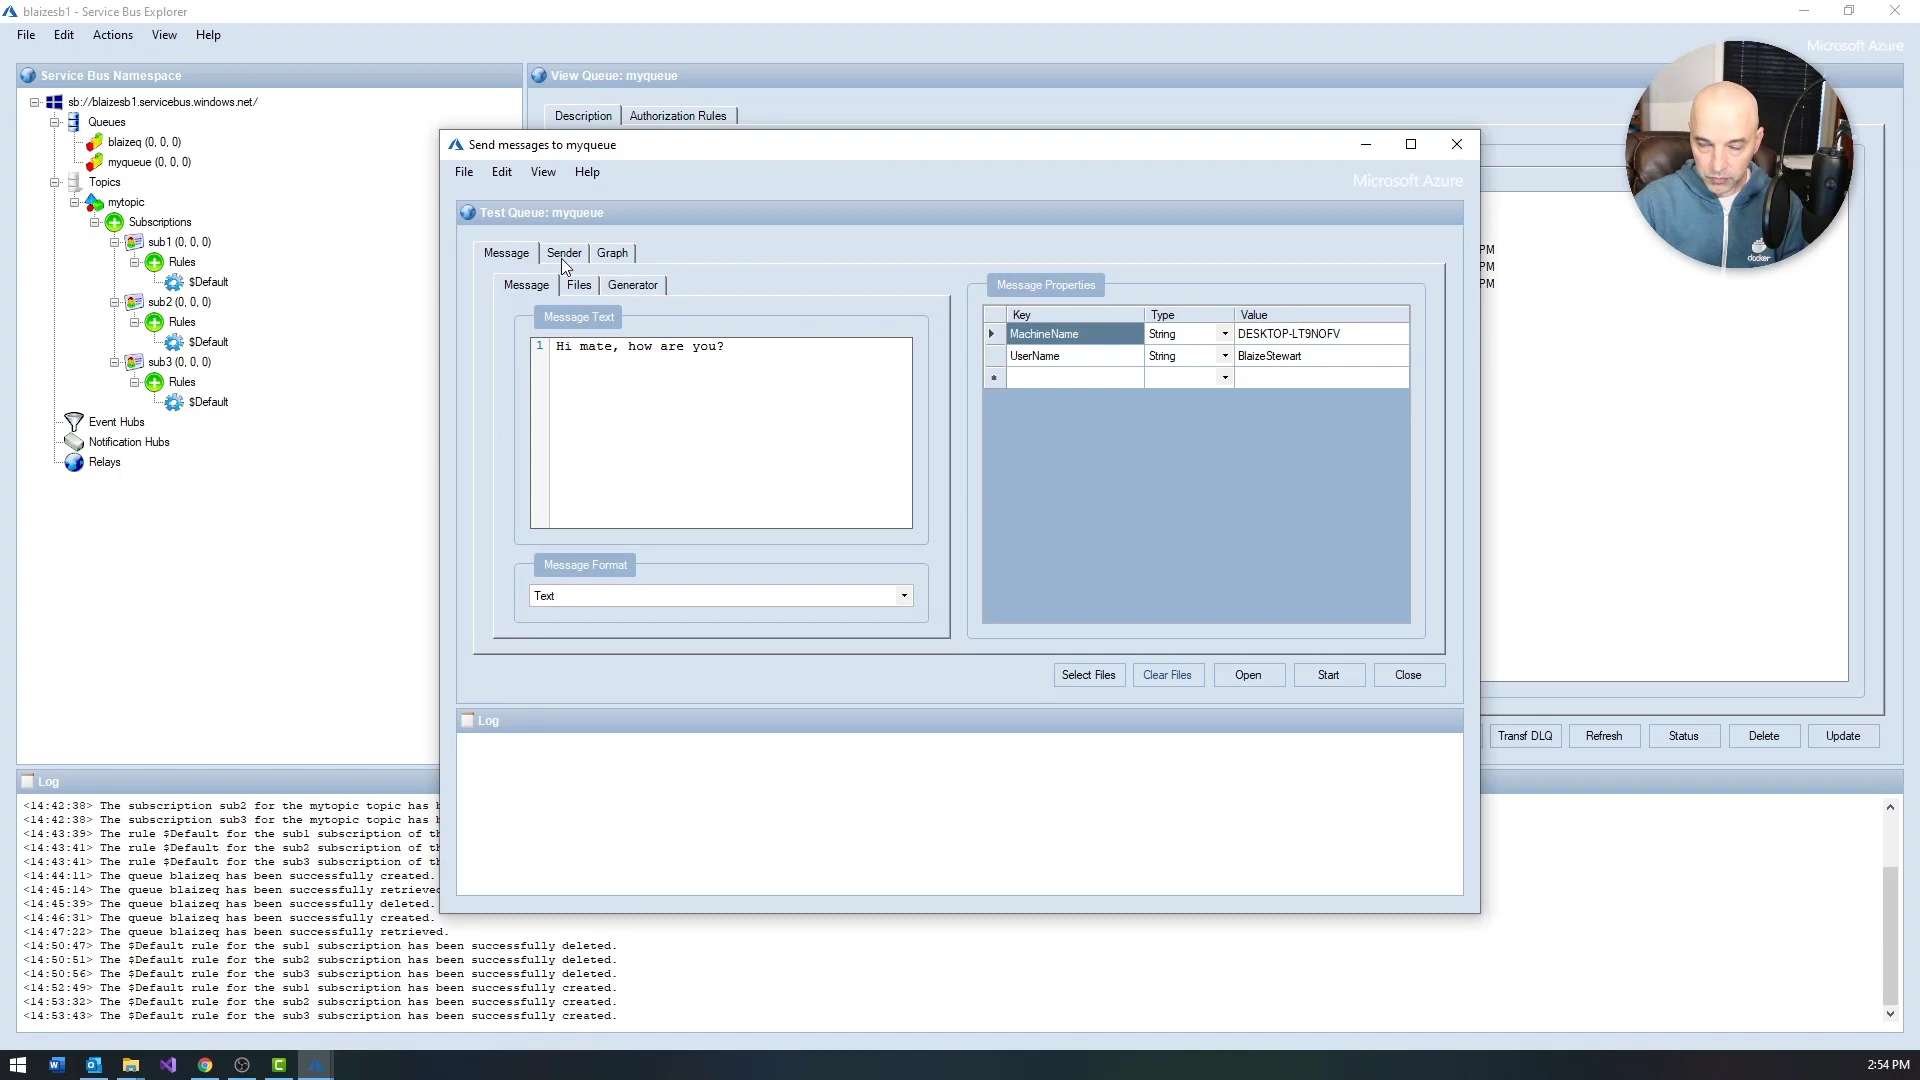 blaizesb1 - Service Bus Explorer
File Edit Actions View Help
Microsoft Azure
Service Bus Namespace
sb://blaizesb1.servicebus.windows.net/
Queues
blaizeq (0, 0, 0)
myqueue (0, 0, 0)
Topics
mytopic
Subscriptions
sub1 (0, 0, 0)
Rules
$Default
sub2 (0, 0, 0)
Rules
$Default
sub3 (0, 0, 0)
Rules
$Default
Event Hubs
Notification Hubs
Relays
View Queue: myqueue
Description Authorization Rules
PM
PM
PM
docker
Send messages to myqueue
File Edit View Help
Microsoft Azure
Test Queue: myqueue
Message Sender Graph
Message Files Generator
Message Text
1 Hi mate, how are you?
Message Format
Text
Message Properties
Key Type Value
MachineName String DESKTOP-LT9NOFV
UserName String BlaizeStewart
Select Files Clear Files Open Start Close
Log
Transf DLQ Refresh Status Delete Update
Log
<14:42:38> The subscription sub2 for the mytopic topic has
<14:42:38> The subscription sub3 for the mytopic topic has
<14:43:39> The rule $Default for the sub1 subscription of
<14:43:41> The rule $Default for the sub2 subscription of
<14:43:41> The rule $Default for the sub3 subscription of
<14:44:11> The queue blaizeq has been successfully created.
<14:45:14> The queue blaizeq has been successfully retrieved
<14:45:39> The queue blaizeq has been successfully deleted.
<14:46:31> The queue blaizeq has been successfully created.
<14:47:22> The queue blaizeq has been successfully retrieved.
<14:50:47> The $Default rule for the sub1 subscription has been successfully deleted.
<14:50:51> The $Default rule for the sub2 subscription has been successfully deleted.
<14:50:56> The $Default rule for the sub3 subscription has been successfully deleted.
<14:52:49> The $Default rule for the sub1 subscription has been successfully created.
<14:53:32> The $Default rule for the sub2 subscription has been successfully created.
<14:53:43> The $Default rule for the sub3 subscription has been successfully created.
2:54 PM